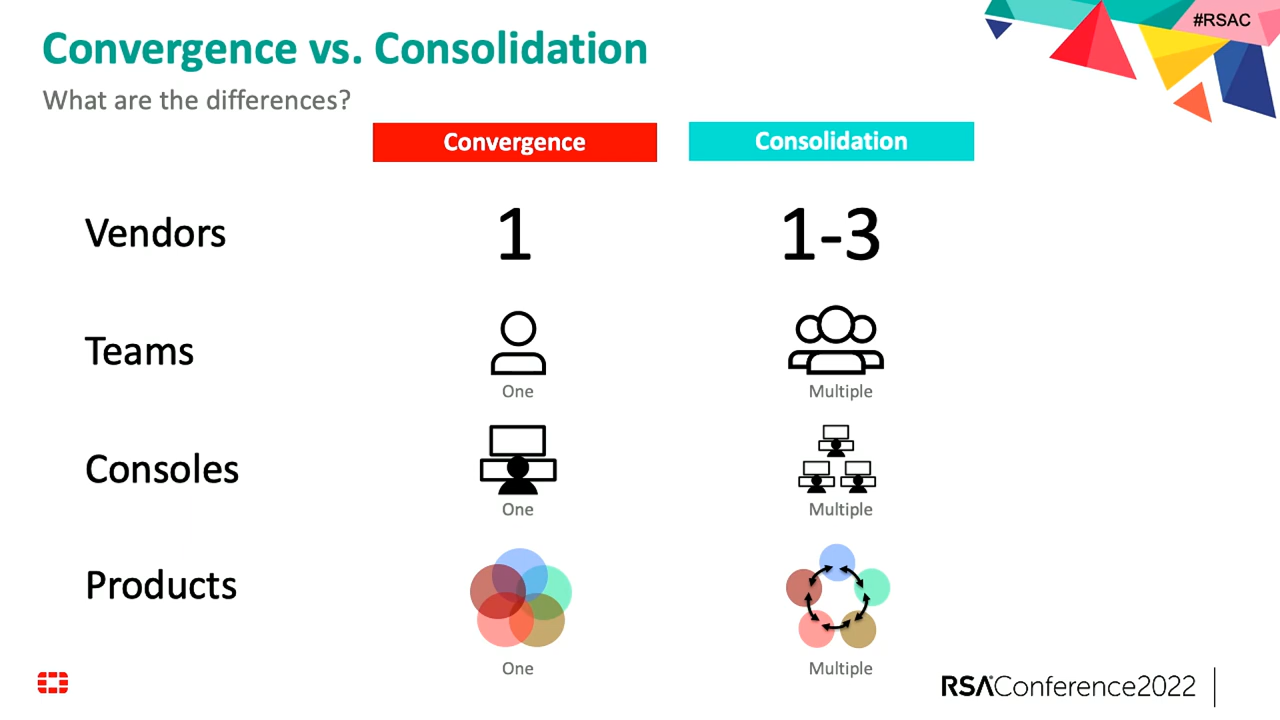 #RSAC
Convergence vs. Consolidation
What are the differences?
Convergence Consolidation
Vendors 1 1-3
Teams
One Multiple
Consoles
One Multiple
Products
One Multiple
RSAConference2022